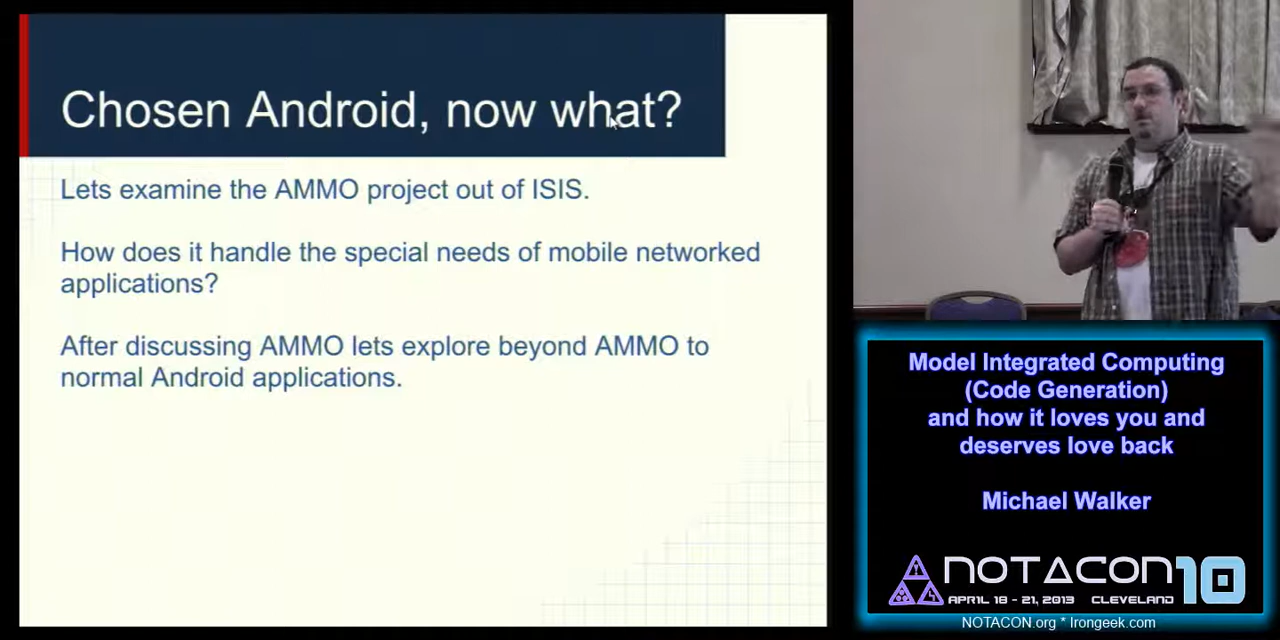 Chosen Android, now what?
Lets examine the AMMO project out of ISIS.
How does it handle the special needs of mobile networked
applications?
After discussing AMMO lets explore beyond AMMO to
normal Android applications.
Model Integrated Computing
(Code Generation)
and how it loves you and
deserves love back
Michael Walker
NOTACON 10
APRIL 18 - 21, 2013 CLEVELAND
NOTACON.org * Irongeek.com